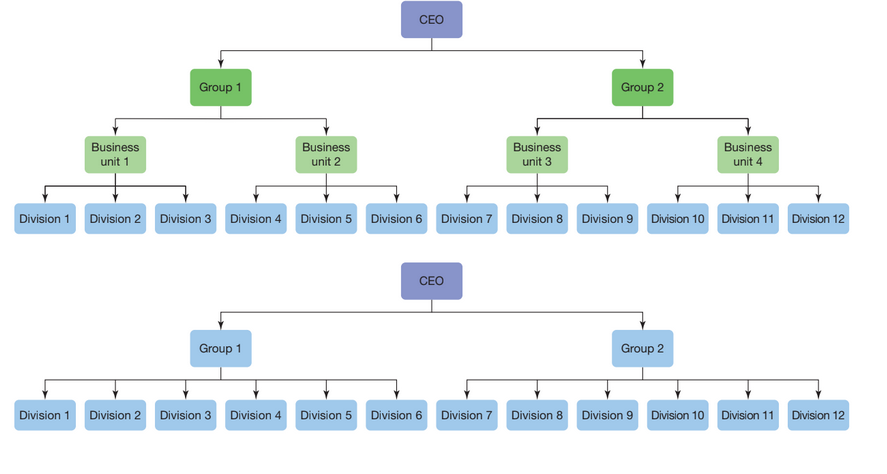 CEO
Group 1
Group 2
Business
unit 1
Business
unit 2
Business
unit 3
Business
unit 4
Division 1
Division 2
Division 3
Division 4
Division 5
Division 6
Division 7
Division 8
Division 9
Division 10
Division 11
Division 12
CEO
Group 1
Group 2
Division 1
Division 2
Division 3
Division 4
Division 5
Division 6
Division 7
Division 8
Division 9
Division 10
Division 11
Division 12